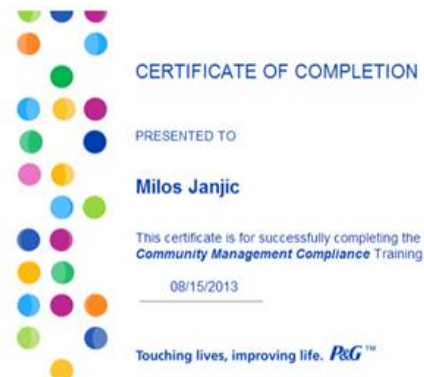 CERTIFICATE OF COMPLETION
PRESENTED TO
Milos Janjic
This certificate is for successfully completing the
Community Management Compliance Training
08/15/2013
Touching lives, improving life. P&G™